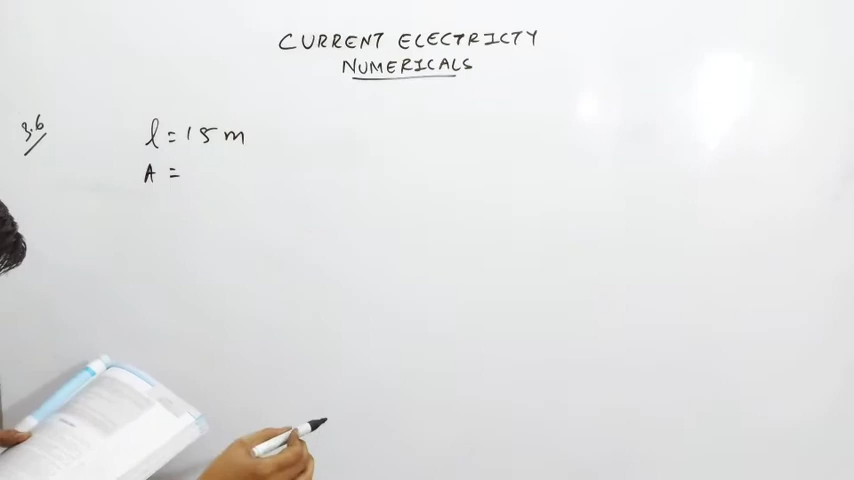 CURRENT ELECTRICTY
NUMERICALS
3.6
l = 15 m
A =